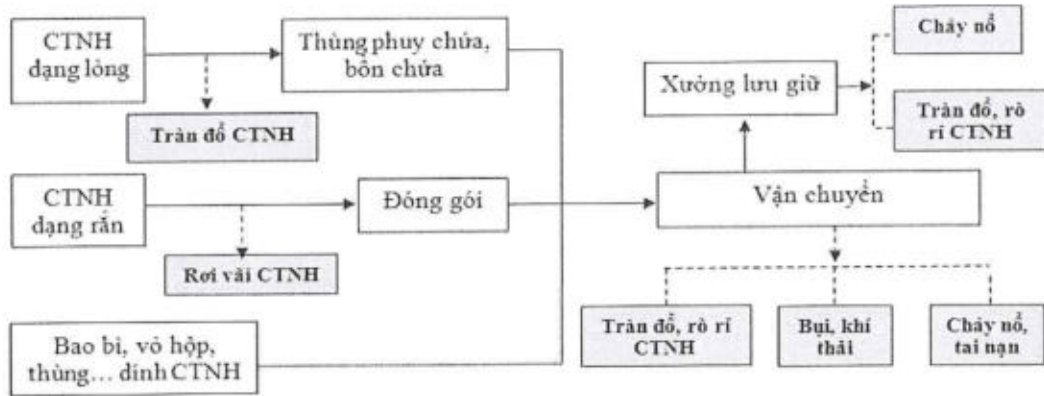 CTNH
dạng lỏng
Thùng phuy chứa,
bồn chứa
Cháy nổ
Xưởng lưu giữ
Tràn đổ, rò
rỉ CTNH
Tràn đổ CTNH
CTNH
dạng rắn
Đóng gói
Vận chuyển
Rơi vãi CTNH
Bao bì, vỏ hộp,
thùng... dính CTNH
Tràn đổ, rò rỉ
CTNH
Bụi, khí
thải
Cháy nổ,
tai nạn